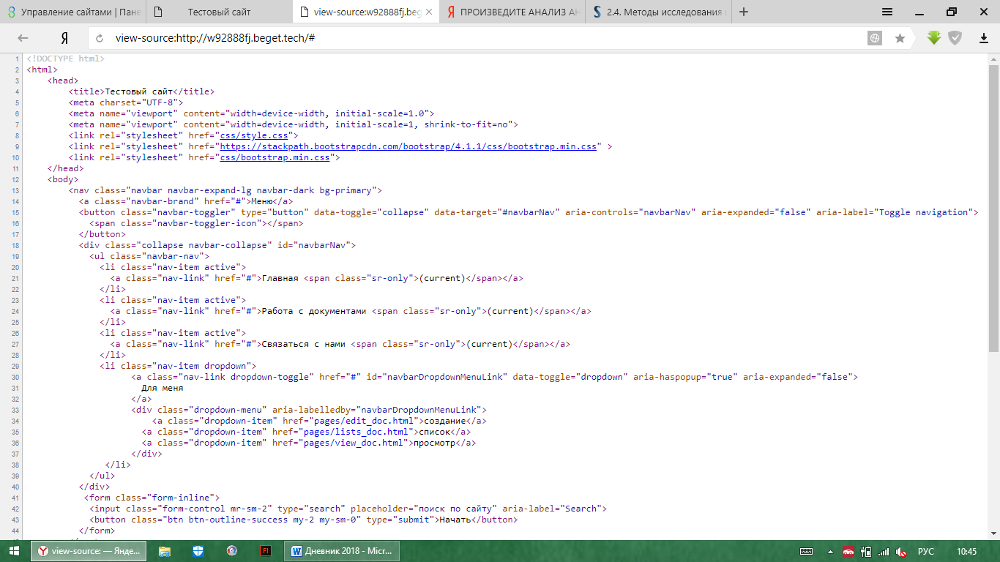 Управление сайтами | Пане
Тестовый сайт
view-source:w92888fj.beg
ПРОИЗВЕДИТЕ АНАЛИЗ АН
2.4. Методы исследования
view-source:http://w92888fj.beget.tech/#
1 <!DOCTYPE html>
2 <html>
3 <head>
4 <title>Тестовый сайт</title>
5 <meta charset="UTF-8">
6 <meta name="viewport" content="width=device-width, initial-scale=1.0">
7 <meta name="viewport" content="width=device-width, initial-scale=1, shrink-to-fit=no">
8 <link rel="stylesheet" href="css/style.css">
9 <link rel="stylesheet" href="https://stackpath.bootstrapcdn.com/bootstrap/4.1.1/css/bootstrap.min.css" >
10 <link rel="stylesheet" href="css/bootstrap.min.css">
11 </head>
12 <body>
13 <nav class="navbar navbar-expand-lg navbar-dark bg-primary">
14 <a class="navbar-brand" href="#">Меню</a>
15 <button class="navbar-toggler" type="button" data-toggle="collapse" data-target="#navbarNav" aria-controls="navbarNav" aria-expanded="false" aria-label="Toggle navigation">
16 <span class="navbar-toggler-icon"></span>
17 </button>
18 <div class="collapse navbar-collapse" id="navbarNav">
19 <ul class="navbar-nav">
20 <li class="nav-item active">
21 <a class="nav-link" href="#">Главная <span class="sr-only">(current)</span></a>
22 </li>
23 <li class="nav-item active">
24 <a class="nav-link" href="#">Работа с документами <span class="sr-only">(current)</span></a>
25 </li>
26 <li class="nav-item active">
27 <a class="nav-link" href="#">Связаться с нами <span class="sr-only">(current)</span></a>
28 </li>
29 <li class="nav-item dropdown">
30 <a class="nav-link dropdown-toggle" href="#" id="navbarDropdownMenuLink" data-toggle="dropdown" aria-haspopup="true" aria-expanded="false">
31 Для меня
32 </a>
33 <div class="dropdown-menu" aria-labelledby="navbarDropdownMenuLink">
34 <a class="dropdown-item" href="pages/edit_doc.html">создание</a>
35 <a class="dropdown-item" href="pages/lists_doc.html">список</a>
36 <a class="dropdown-item" href="pages/view_doc.html">просмотр</a>
37 </div>
38 </li>
39 </ul>
40 </div>
41 <form class="form-inline">
42 <input class="form-control mr-sm-2" type="search" placeholder="поиск по сайту" aria-label="Search">
43 <button class="btn btn-outline-success my-2 my-sm-0" type="submit">Начать</button>
44 </form>
view-source: — Янде...
Дневник 2018 - Micr...
РУС
10:45